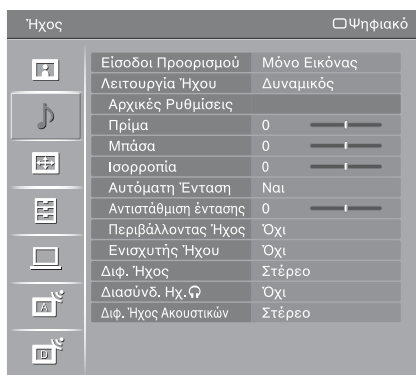 Ήχος Ψηφιακό
Είσοδοι Προορισμού Μόνο Εικόνας
Λειτουργία Ήχου Δυναμικός
Αρχικές Ρυθμίσεις
Πρίμα 0
Μπάσα 0
Ισορροπία 0
Αυτόματη Ένταση Ναι
Αντιστάθμιση έντασης 0
Περιβάλλοντας Ήχος Όχι
Ενισχυτής Ήχου Όχι
Διφ. Ήχος Στέρεο
Διασύνδ. Ηχ. Όχι
Διφ. Ήχος Ακουστικών Στέρεο
A
D